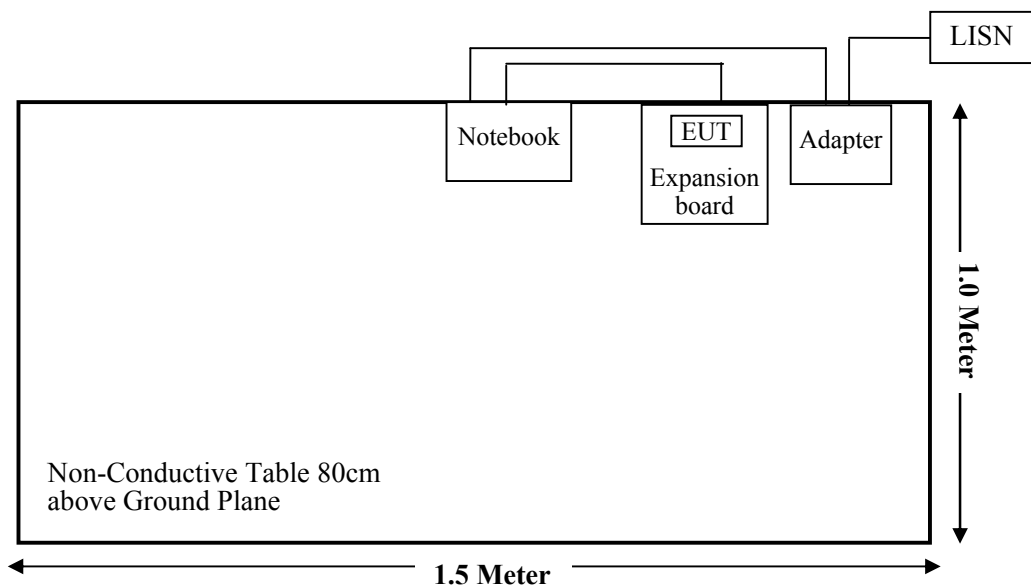 LISN
Notebook
EUT
Expansion
board
Adapter
1.0 Meter
Non-Conductive Table 80cm
above Ground Plane
1.5 Meter